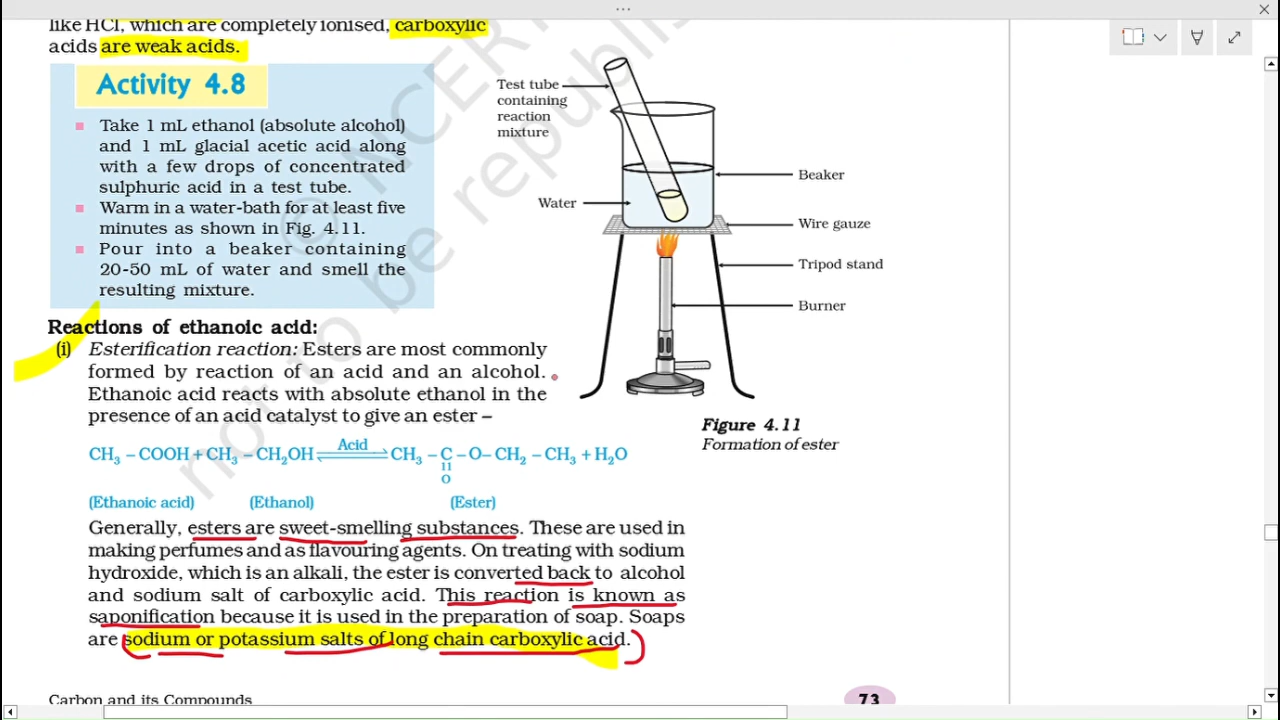 like HCl, which are completely ionised, carboxylic
acids are weak acids.
Activity 4.8
Take 1 mL ethanol (absolute alcohol)
and 1 mL glacial acetic acid along
with a few drops of concentrated
sulphuric acid in a test tube.
Warm in a water-bath for at least five
minutes as shown in Fig. 4.11.
Pour into a beaker containing
20-50 mL of water and smell the
resulting mixture.
Test tube
containing
reaction
mixture
Water
Beaker
Wire gauze
Tripod stand
Burner
Figure 4.11
Formation of ester
Reactions of ethanoic acid:
(i) Esterification reaction: Esters are most commonly
formed by reaction of an acid and an alcohol.
Ethanoic acid reacts with absolute ethanol in the
presence of an acid catalyst to give an ester –
CH₃ – COOH + CH₃ – CH₂OH ⇌ Acid CH₃ – C – O– CH₂ – CH₃ + H₂O
||
O
(Ethanoic acid) (Ethanol) (Ester)
Generally, esters are sweet-smelling substances. These are used in
making perfumes and as flavouring agents. On treating with sodium
hydroxide, which is an alkali, the ester is converted back to alcohol
and sodium salt of carboxylic acid. This reaction is known as
saponification because it is used in the preparation of soap. Soaps
are sodium or potassium salts of long chain carboxylic acid.
Carbon and its Compounds
73
© NCERT
not to be republis